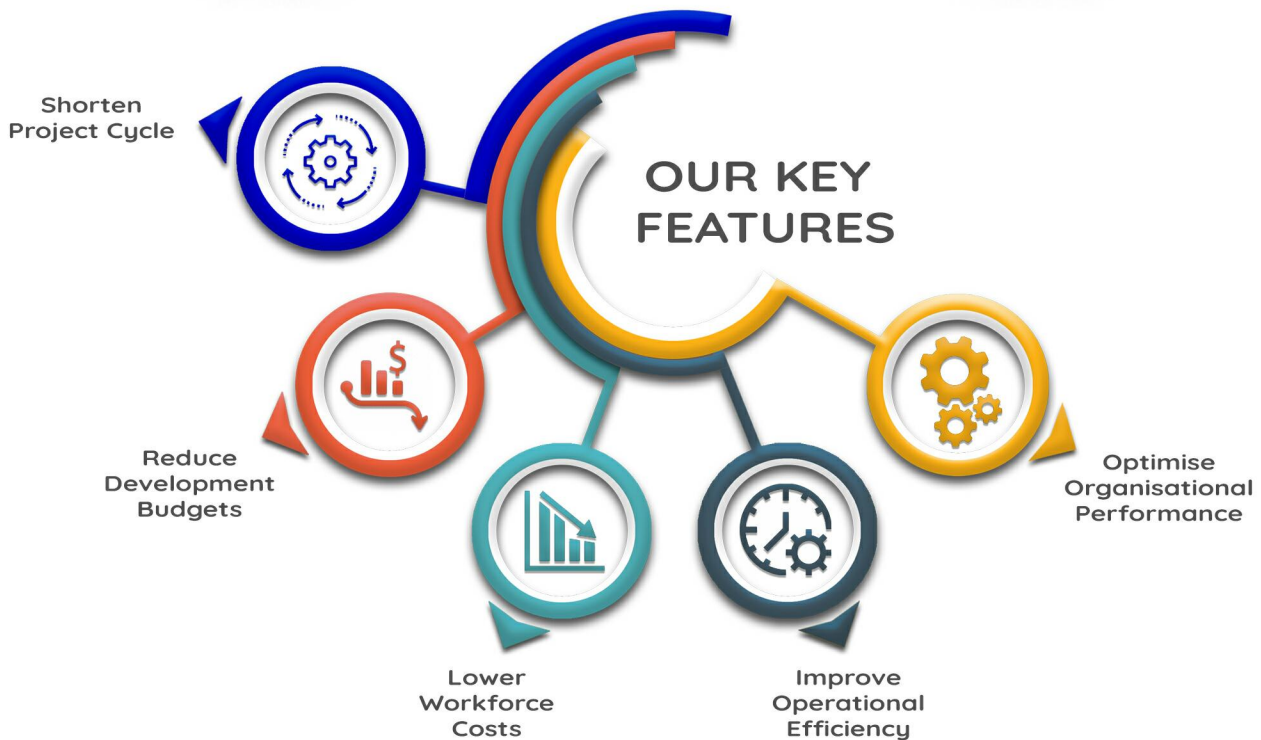 OUR KEY
FEATURES
Shorten
Project Cycle
Reduce
Development
Budgets
$
Lower
Workforce
Costs
Improve
Operational
Efficiency
Optimise
Organisational
Performance